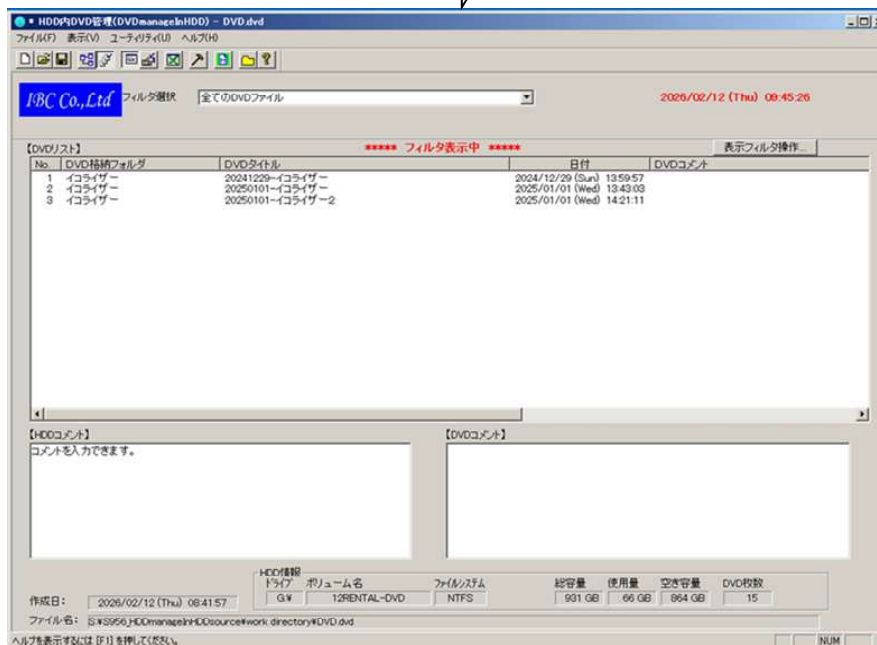 * HDD内DVD管理(DVDmanageInHDD) - DVD.dvd
ファイル(F) 表示(V) ユーティリティ(U) ヘルプ(H)
IBC Co.,Ltd フィルタ選択 全てのDVDファイル 2026/02/12 (Thu) 09:45:26
【DVDリスト】 ***** フィルタ表示中 ***** 表示フィルタ操作...
No. DVD格納フォルダ DVDタイトル 日付 DVDコメント
1 イコライザー 20241229-イコライザー 2024/12/29 (Sun) 13:59:57
2 イコライザー 20250101-イコライザー 2025/01/01 (Wed) 13:43:03
3 イコライザー 20250101-イコライザー2 2025/01/01 (Wed) 14:21:11
【HDDコメント】 【DVDコメント】
コメントを入力できます。
HDD情報
ドライブ ボリューム名 ファイルシステム 総容量 使用量 空き容量 DVD枚数
作成日: 2026/02/12 (Thu) 08:41:57 G:¥ 12RENTAL-DVD NTFS 931 GB 66 GB 864 GB 15
ファイル名: S:¥S956_HDDmanageInHDDsource¥work directory¥DVD.dvd
ヘルプを表示するには [F1] を押してください。 NUM